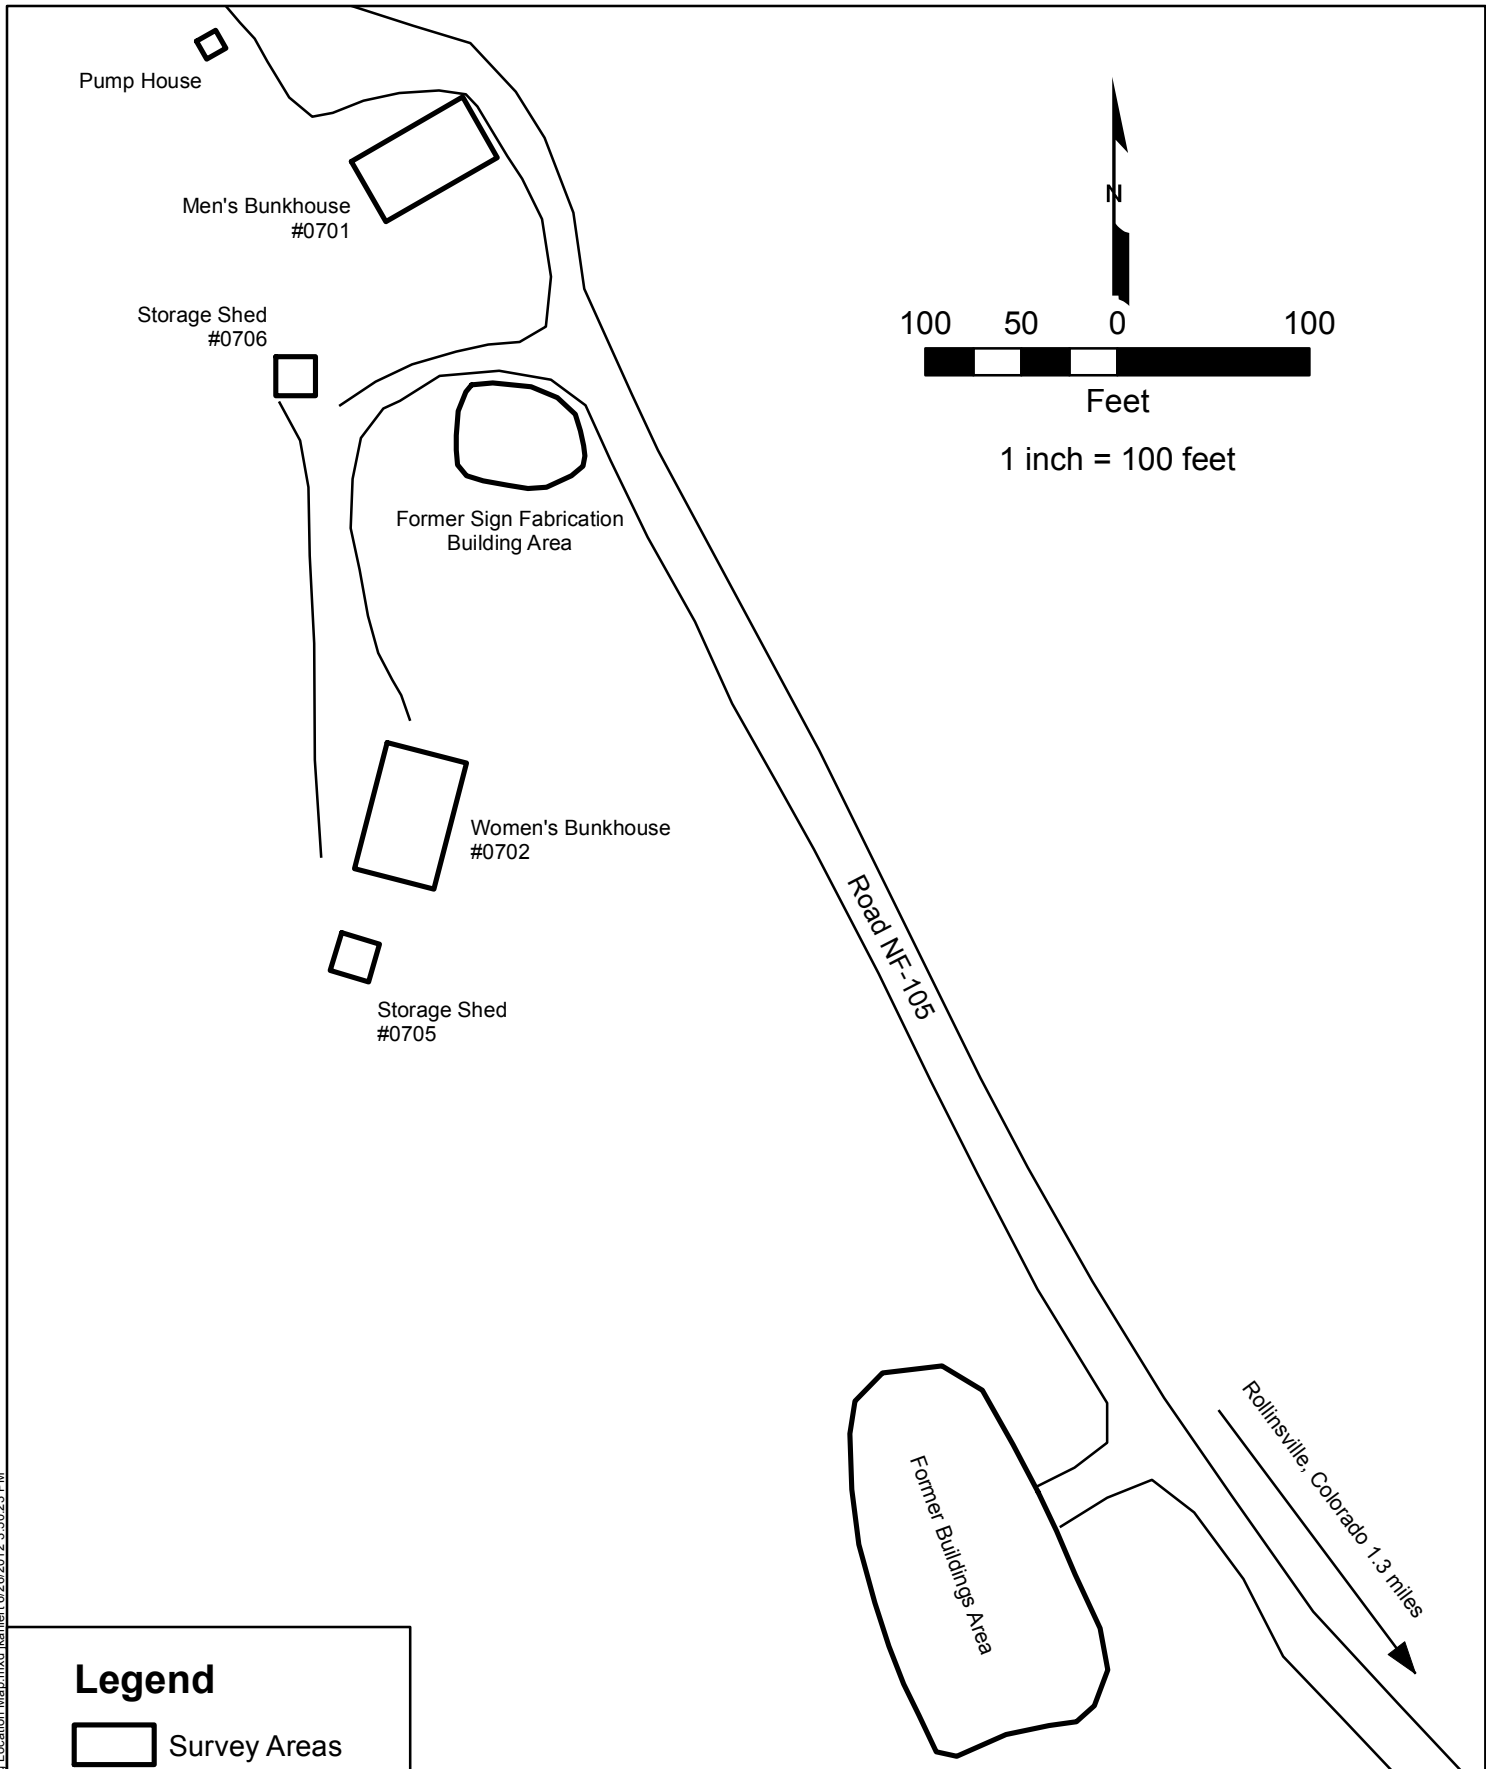 Pump House
Men's Bunkhouse
#0701
N
Storage Shed
#0706
100 50 0 100
Feet
1 inch = 100 feet
Former Sign Fabrication
Building Area
Women's Bunkhouse
#0702
Road NF-105
Storage Shed
#0705
Rollinsville, Colorado 1.3 miles
Former Buildings Area
Legend
Survey Areas